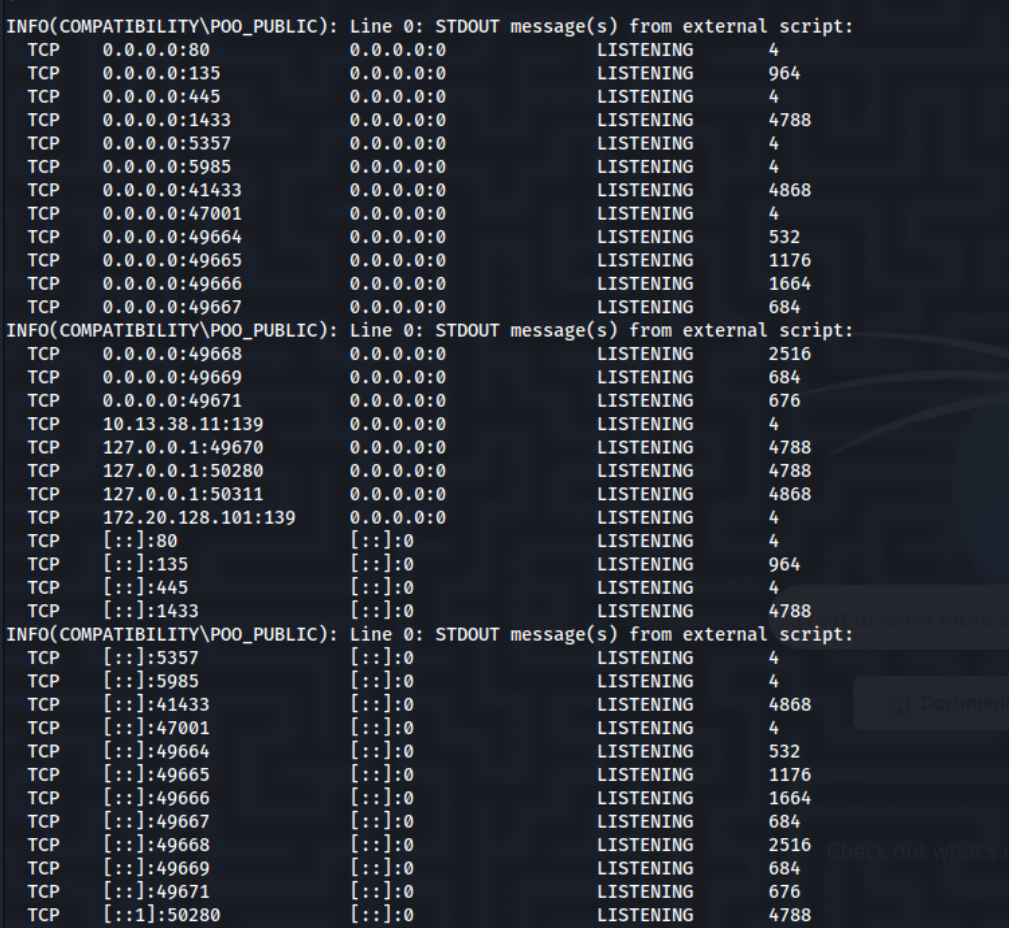 INFO(COMPATIBILITY\POO_PUBLIC): Line 0: STDOUT message(s) from external script:
TCP 0.0.0.0:80 0.0.0.0:0 LISTENING 4
TCP 0.0.0.0:135 0.0.0.0:0 LISTENING 964
TCP 0.0.0.0:445 0.0.0.0:0 LISTENING 4
TCP 0.0.0.0:1433 0.0.0.0:0 LISTENING 4788
TCP 0.0.0.0:5357 0.0.0.0:0 LISTENING 4
TCP 0.0.0.0:5985 0.0.0.0:0 LISTENING 4
TCP 0.0.0.0:41433 0.0.0.0:0 LISTENING 4868
TCP 0.0.0.0:47001 0.0.0.0:0 LISTENING 4
TCP 0.0.0.0:49664 0.0.0.0:0 LISTENING 532
TCP 0.0.0.0:49665 0.0.0.0:0 LISTENING 1176
TCP 0.0.0.0:49666 0.0.0.0:0 LISTENING 1664
TCP 0.0.0.0:49667 0.0.0.0:0 LISTENING 684
INFO(COMPATIBILITY\POO_PUBLIC): Line 0: STDOUT message(s) from external script:
TCP 0.0.0.0:49668 0.0.0.0:0 LISTENING 2516
TCP 0.0.0.0:49669 0.0.0.0:0 LISTENING 684
TCP 0.0.0.0:49671 0.0.0.0:0 LISTENING 676
TCP 10.13.38.11:139 0.0.0.0:0 LISTENING 4
TCP 127.0.0.1:49670 0.0.0.0:0 LISTENING 4788
TCP 127.0.0.1:50280 0.0.0.0:0 LISTENING 4788
TCP 127.0.0.1:50311 0.0.0.0:0 LISTENING 4868
TCP 172.20.128.101:139 0.0.0.0:0 LISTENING 4
TCP [::]:80 [::]:0 LISTENING 4
TCP [::]:135 [::]:0 LISTENING 964
TCP [::]:445 [::]:0 LISTENING 4
TCP [::]:1433 [::]:0 LISTENING 4788
to know more
INFO(COMPATIBILITY\POO_PUBLIC): Line 0: STDOUT message(s) from external script:
TCP [::]:5357 [::]:0 LISTENING 4
TCP [::]:5985 [::]:0 LISTENING 4
TCP [::]:41433 [::]:0 LISTENING 4868
Document
TCP [::]:47001 [::]:0 LISTENING 4
TCP [::]:49664 [::]:0 LISTENING 532
TCP [::]:49665 [::]:0 LISTENING 1176
TCP [::]:49666 [::]:0 LISTENING 1664
TCP [::]:49667 [::]:0 LISTENING 684
TCP [::]:49668 [::]:0 LISTENING 2516
Check out what's
TCP [::]:49669 [::]:0 LISTENING 684
TCP [::]:49671 [::]:0 LISTENING 676
TCP [::1]:50280 [::]:0 LISTENING 4788